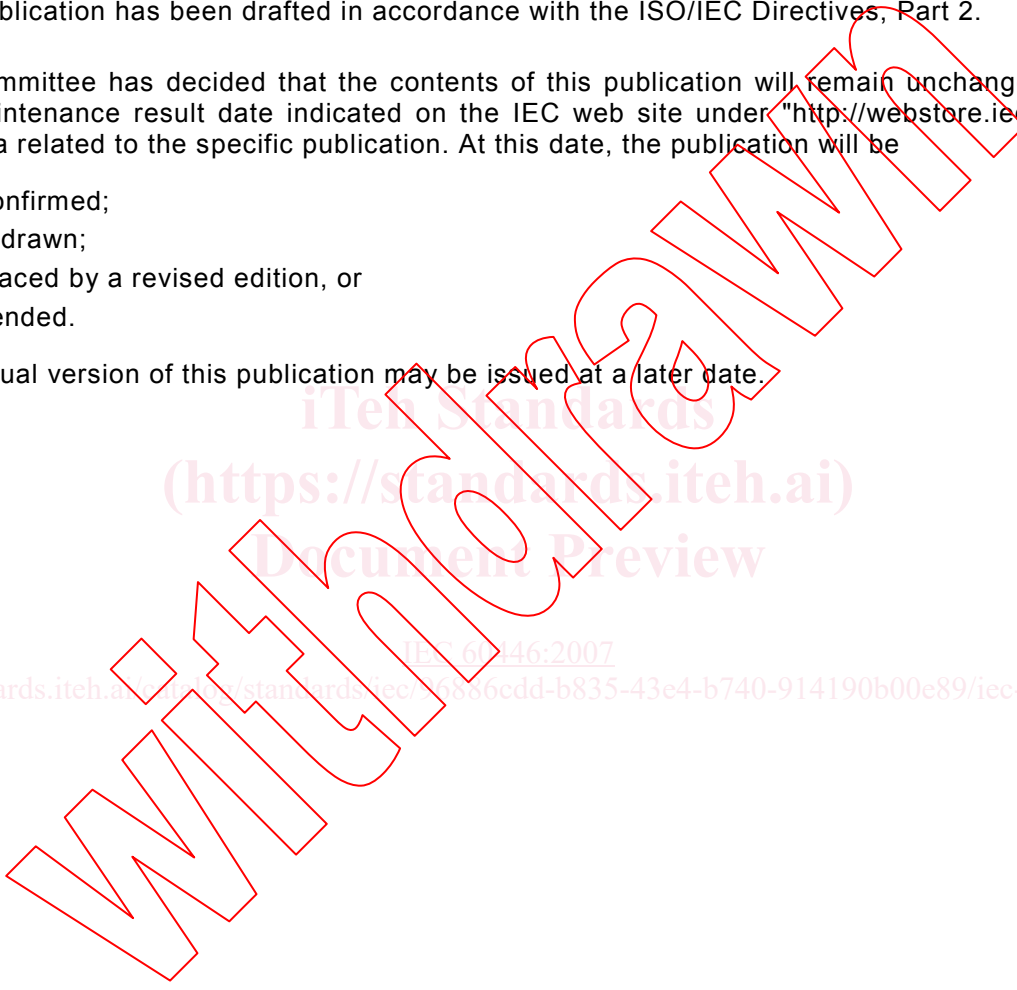 blication has been drafted in accordance with the ISO/IEC Directives, Part 2.
mmittee has decided that the contents of this publication will remain unchang
intenance result date indicated on the IEC web site under "http://webstore.ie
a related to the specific publication. At this date, the publication will be
onfirmed;
drawn;
aced by a revised edition, or
ended.
ual version of this publication may be issued at a later date.
iTeh Standards
(https://standards.iteh.ai)
Document Preview
IEC 60446:2007
ards.iteh.ai/catalog/standards/iec/96886cdd-b835-43e4-b740-914190b00e89/iec-
withdrawn